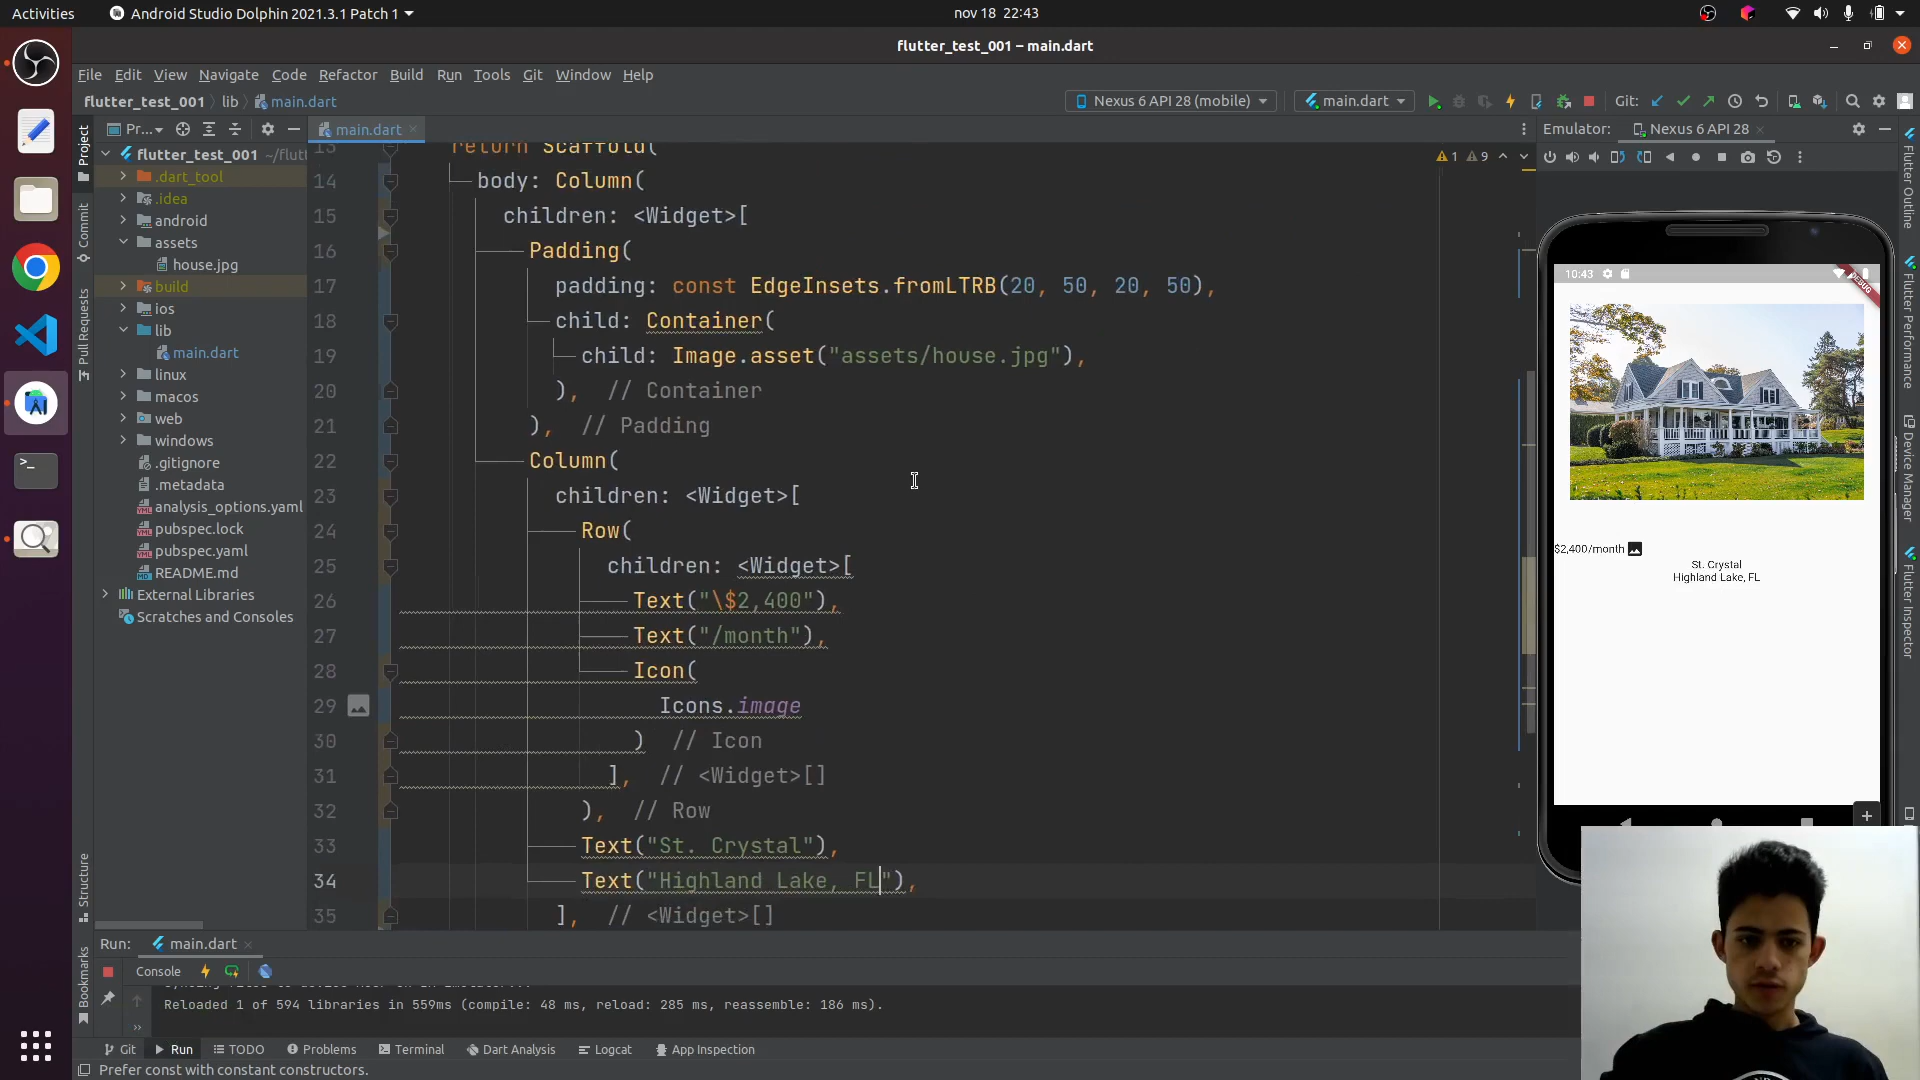 Activities
Android Studio Dolphin 2021.3.1 Patch 1
nov 18 22:43
flutter_test_001 – main.dart
File Edit View Navigate Code Refactor Build Run Tools Git Window Help
flutter_test_001 lib main.dart
Nexus 6 API 28 (mobile)
main.dart
Git:
Project
Commit
Pull Requests
Structure
Bookmarks
Pr...
flutter_test_001 ~/flutt
.dart_tool
.idea
android
assets
house.jpg
build
ios
lib
main.dart
linux
macos
web
windows
.gitignore
.metadata
analysis_options.yaml
pubspec.lock
pubspec.yaml
README.md
External Libraries
Scratches and Consoles
main.dart
1 9
13 return Scaffold(
14 body: Column(
15 children: <Widget>[
16 Padding(
17 padding: const EdgeInsets.fromLTRB(20, 50, 20, 50),
18 child: Container(
19 child: Image.asset("assets/house.jpg"),
20 ), // Container
21 ), // Padding
22 Column(
23 children: <Widget>[
24 Row(
25 children: <Widget>[
26 Text("\$2,400"),
27 Text("/month"),
28 Icon(
29 Icons.image
30 ) // Icon
31 ], // <Widget>[]
32 ), // Row
33 Text("St. Crystal"),
34 Text("Highland Lake, FL"),
35 ], // <Widget>[]
Emulator: Nexus 6 API 28
10:43
DEBUG
$2,400/month
St. Crystal
Highland Lake, FL
Flutter Outline
Flutter Performance
Device Manager
Flutter Inspector
Run: main.dart
Console
Reloaded 1 of 594 libraries in 559ms (compile: 48 ms, reload: 285 ms, reassemble: 186 ms).
Git Run TODO Problems Terminal Dart Analysis Logcat App Inspection
Prefer const with constant constructors.